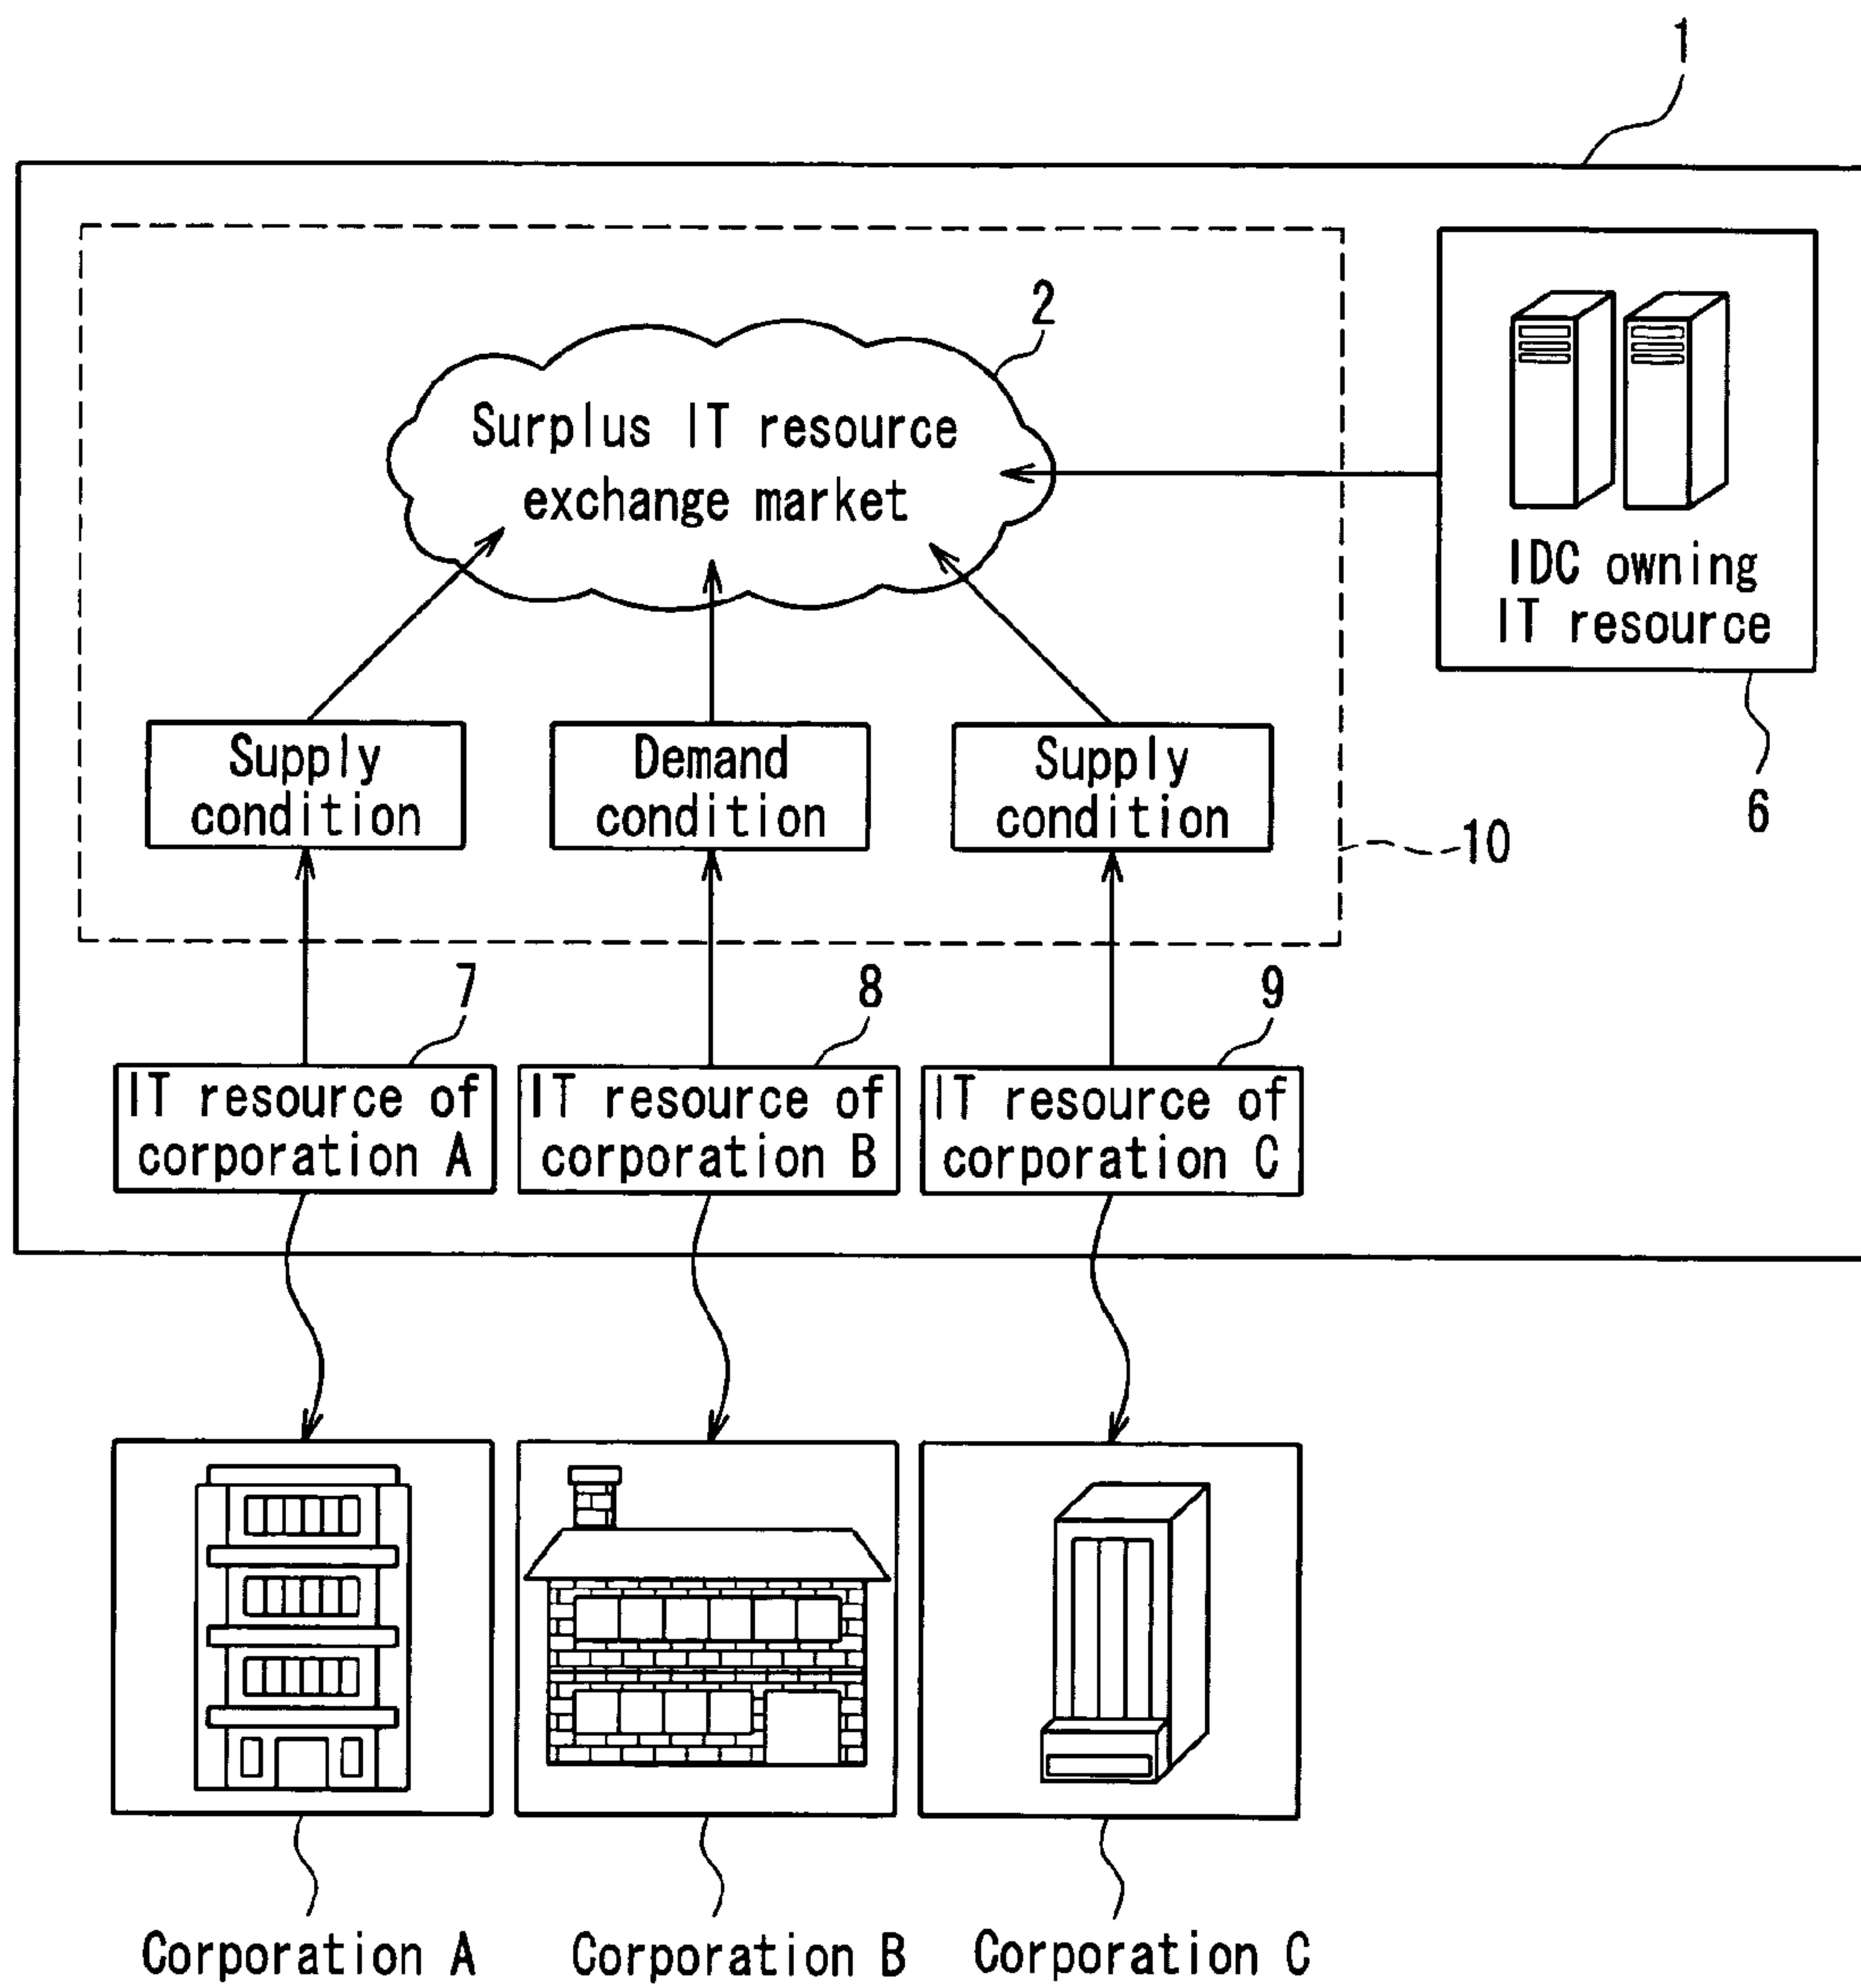 1
2
Surplus IT resource
exchange market
IDC owning
IT resource
Supply
condition
Demand
condition
Supply
condition
6
10
7
8
9
IT resource of
corporation A
IT resource of
corporation B
IT resource of
corporation C
Corporation A
Corporation B
Corporation C